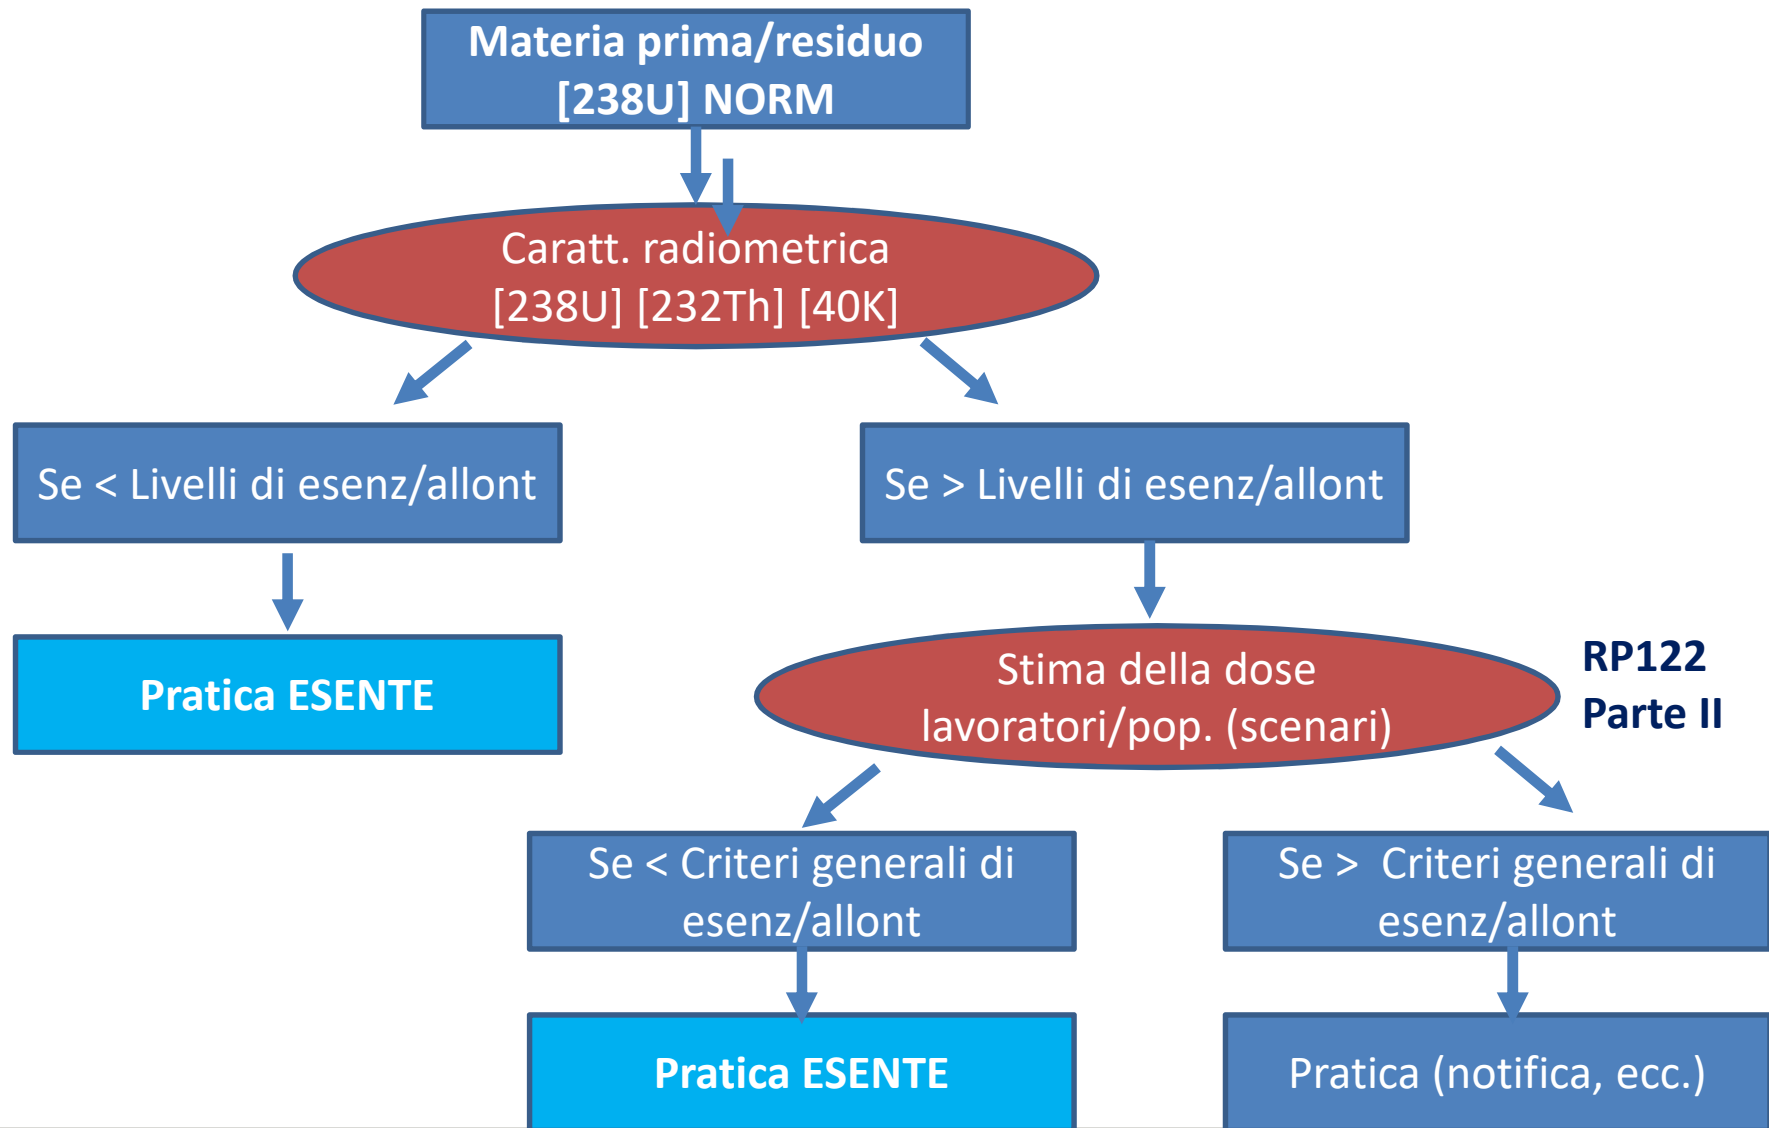 Materia prima/residuo
[238U] NORM
Caratt. radiometrica
[238U] [232Th] [40K]
Se < Livelli di esenz/allont
Se > Livelli di esenz/allont
Pratica ESENTE
Stima della dose
lavoratori/pop. (scenari)
RP122
Parte II
Se < Criteri generali di
esenz/allont
Se >  Criteri generali di
esenz/allont
Pratica ESENTE
Pratica (notifica, ecc.)